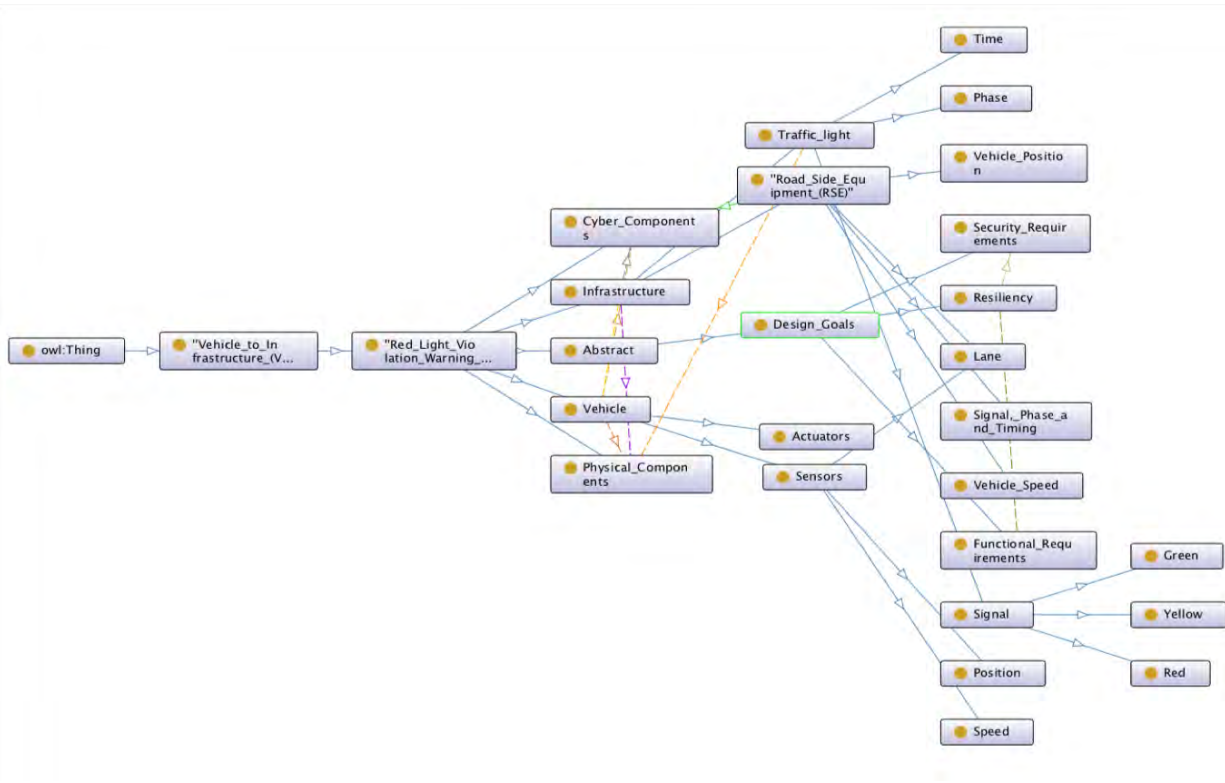 owl:Thing
"Vehicle_to_In
frastructure_(V...
"Red_Light_Vio
lation_Warning_...
Cyber_Component
s
Infrastructure
Abstract
Vehicle
Physical_Compon
ents
Traffic_light
"Road_Side_Equ
ipment_(RSE)"
Design_Goals
Actuators
Sensors
Time
Phase
Vehicle_Positio
n
Security_Requir
ements
Resiliency
Lane
Signal,_Phase_a
nd_Timing
Vehicle_Speed
Functional_Requ
irements
Signal
Position
Speed
Green
Yellow
Red